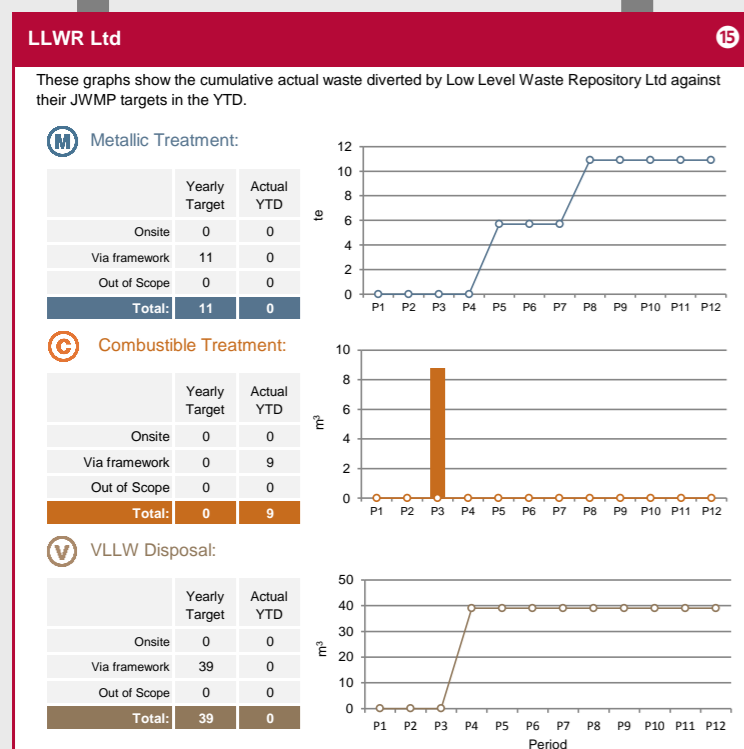 LLWR Ltd
15
These graphs show the cumulative actual waste diverted by Low Level Waste Repository Ltd against
their JWMP targets in the YTD.
M Metallic Treatment:
Yearly Target Actual YTD
Onsite 0 0
Via framework 11 0
Out of Scope 0 0
Total: 11 0
te
12
10
8
6
4
2
0
P1 P2 P3 P4 P5 P6 P7 P8 P9 P10 P11 P12
C Combustible Treatment:
Yearly Target Actual YTD
Onsite 0 0
Via framework 0 9
Out of Scope 0 0
Total: 0 9
m³
10
8
6
4
2
0
P1 P2 P3 P4 P5 P6 P7 P8 P9 P10 P11 P12
V VLLW Disposal:
Yearly Target Actual YTD
Onsite 0 0
Via framework 39 0
Out of Scope 0 0
Total: 39 0
m³
50
40
30
20
10
0
P1 P2 P3 P4 P5 P6 P7 P8 P9 P10 P11 P12
Period